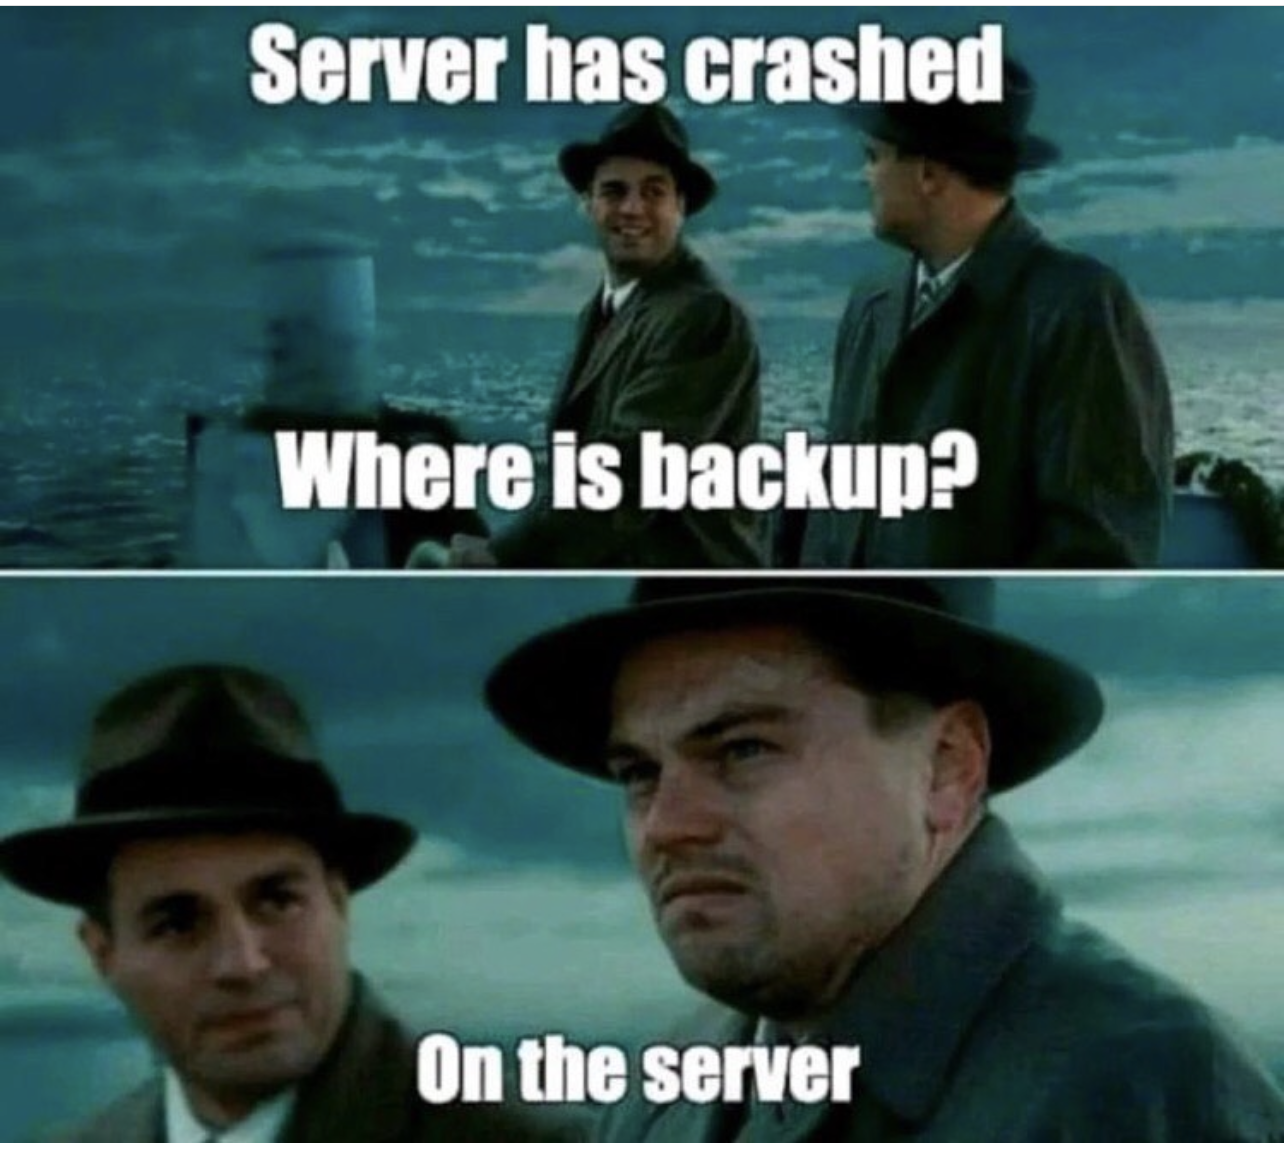 Server has crashed
Where is backup?
On the server